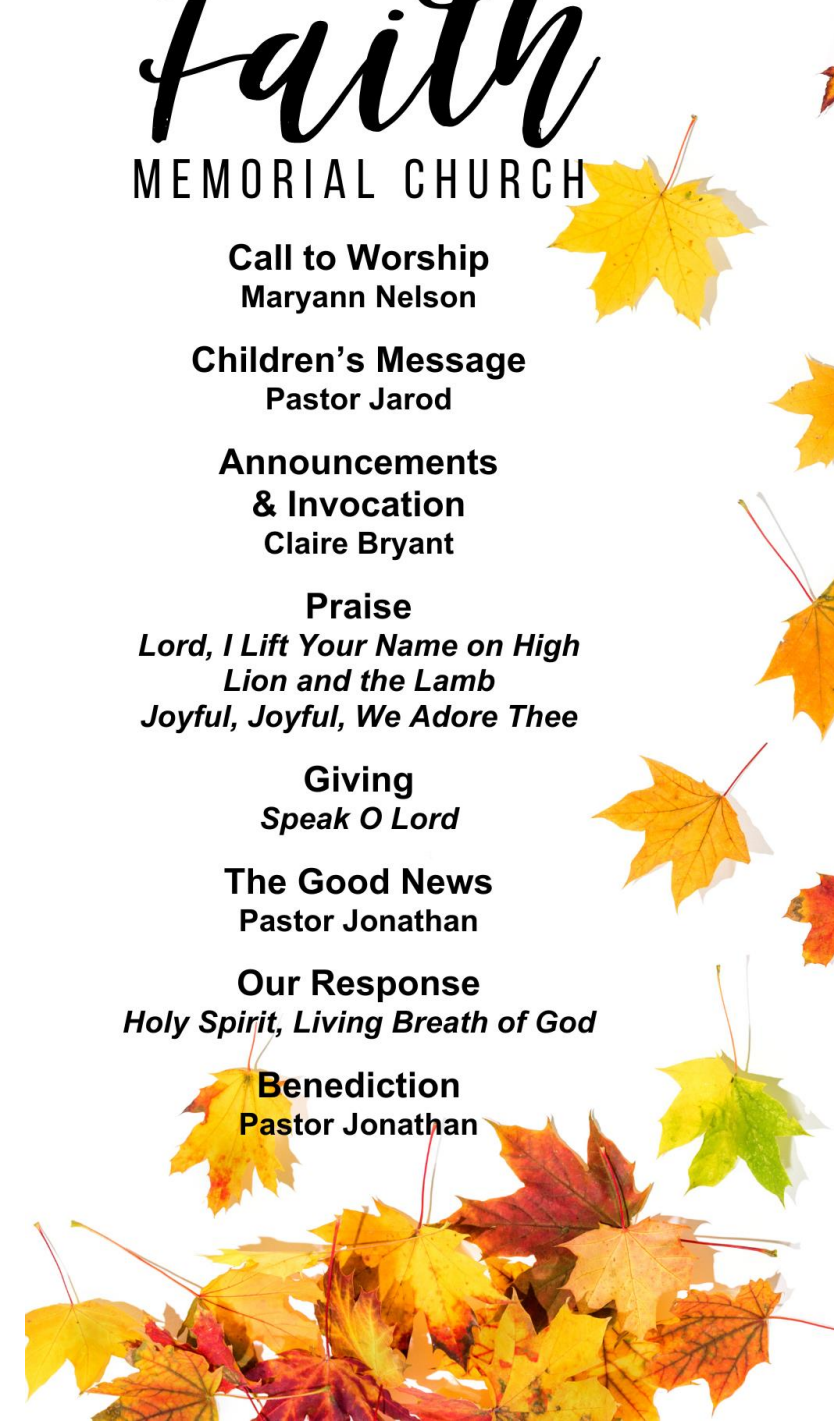 Faith
MEMORIAL CHURCH
Call to Worship
Maryann Nelson
Children’s Message
Pastor Jarod
Announcements
& Invocation
Claire Bryant
Praise
Lord, I Lift Your Name on High
Lion and the Lamb
Joyful, Joyful, We Adore Thee
Giving
Speak O Lord
The Good News
Pastor Jonathan
Our Response
Holy Spirit, Living Breath of God
Benediction
Pastor Jonathan